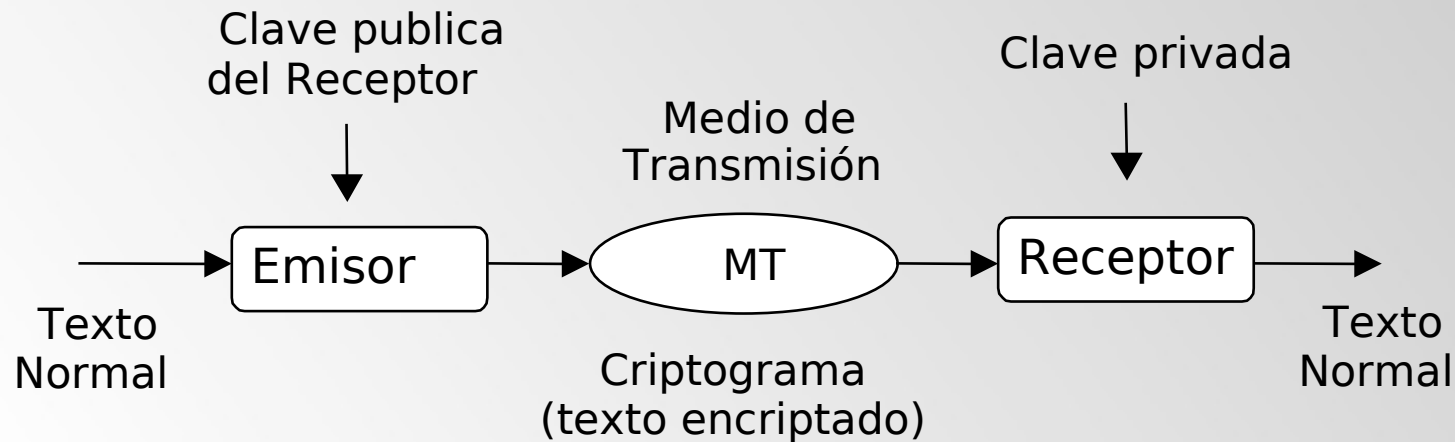 Clave publica
del Receptor
Clave privada
Medio de
Transmisión
Emisor
MT
Receptor
Texto
Normal
Criptograma
(texto encriptado)
Texto
Normal